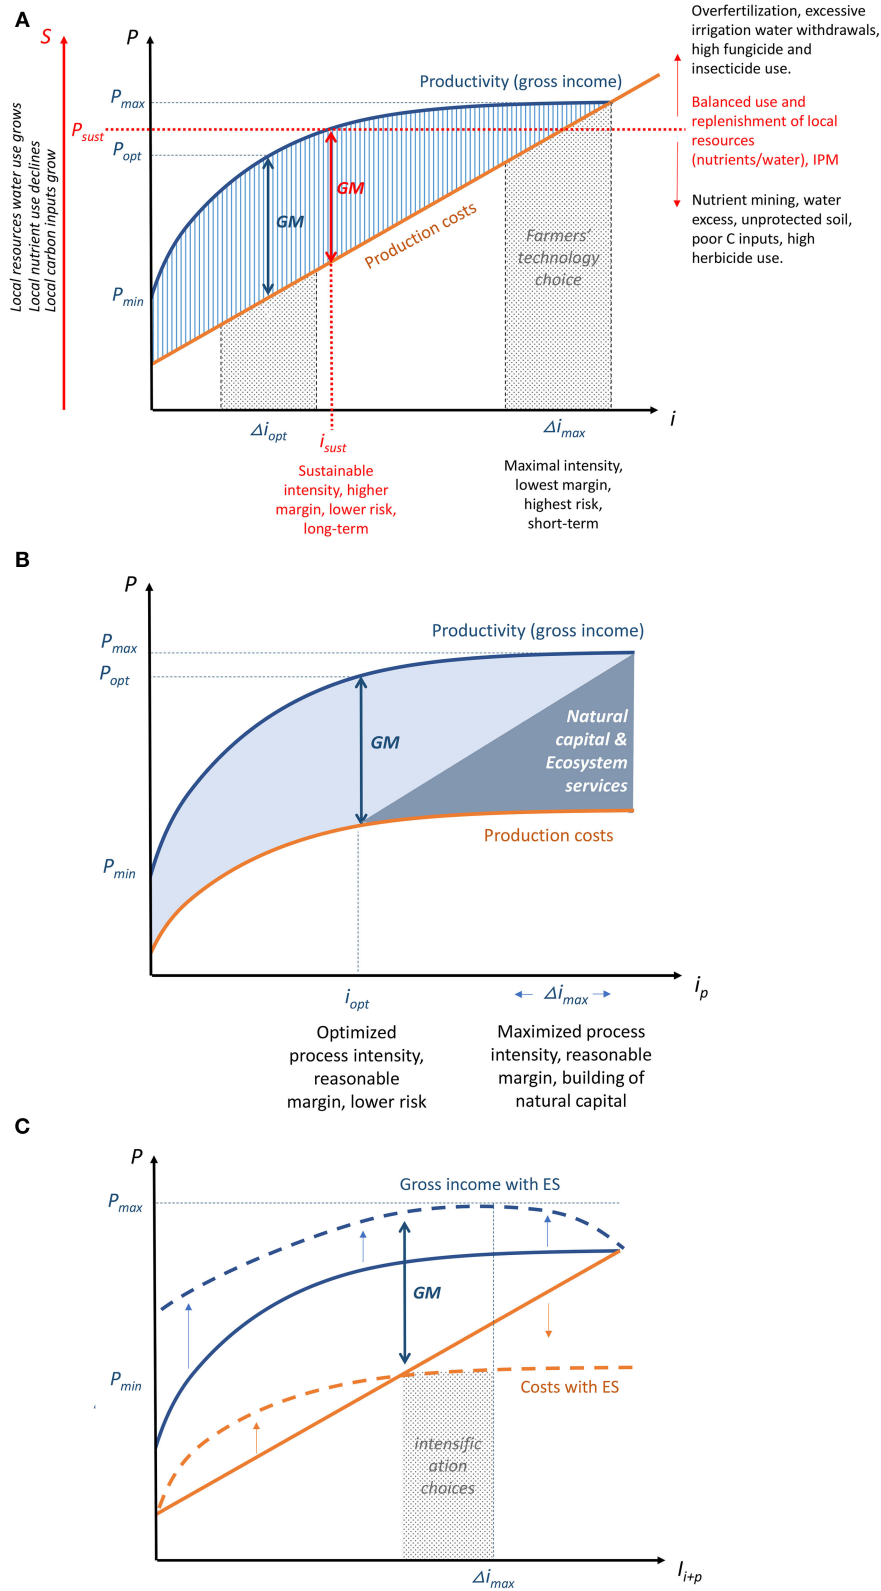 A
S
P
Overfertilization, excessive
irrigation water withdrawals,
high fungicide and
insecticide use.
Productivity (gross income)
Pmax
Balanced use and
replenishment of local
resources
(nutrients/water), IPM
Psust
Popt
GM
GM
Production costs
Farmers’
technology
choice
Nutrient mining, water
excess, unprotected soil,
poor C inputs, high
herbicide use.
Local resources water use grows
Local nutrient use declines
Local carbon inputs grow
Pmin
Δiopt
isust
Δimax
i
Sustainable
intensity, higher
margin, lower risk,
long-term
Maximal intensity,
lowest margin,
highest risk,
short-term
B
P
Productivity (gross income)
Pmax
Popt
GM
Natural
capital &
Ecosystem
services
Production costs
Pmin
iopt
Δimax
ip
Optimized
process intensity,
reasonable
margin, lower risk
Maximized process
intensity, reasonable
margin, building of
natural capital
C
P
Gross income with ES
Pmax
GM
Pmin
Costs with ES
intensific
ation
choices
Δimax
Ii+p